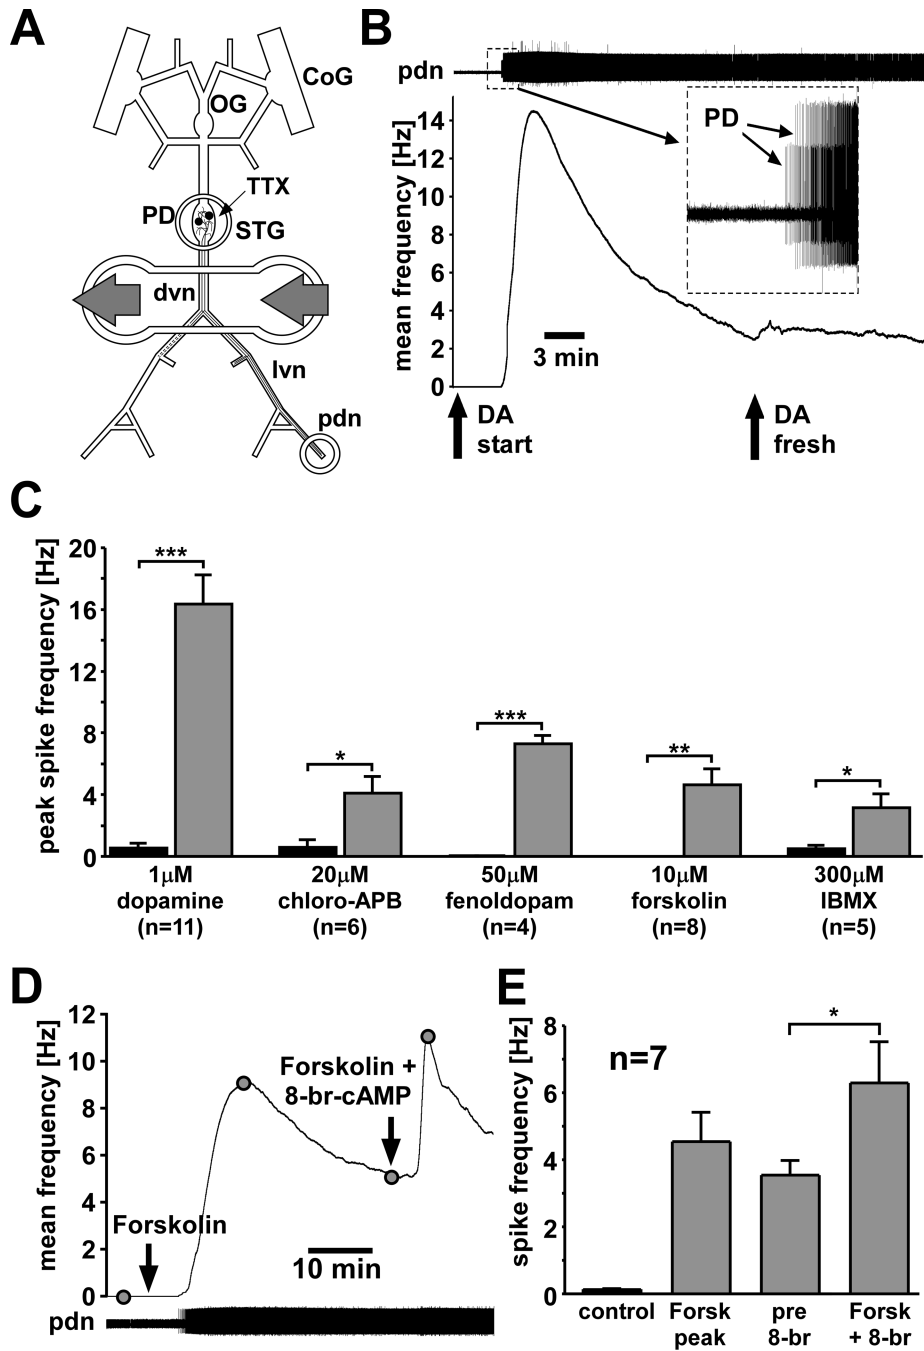 A
CoG
OG
TTX
PD
STG
dvn
lvn
pdn
B
pdn
mean frequency [Hz]
14
12
10
8
6
4
2
0
PD
3 min
DA
start
DA
fresh
C
peak spike frequency [Hz]
20
16
12
8
4
0
***
*
***
**
*
1µM
dopamine
(n=11)
20µM
chloro-APB
(n=6)
50µM
fenoldopam
(n=4)
10µM
forskolin
(n=8)
300µM
IBMX
(n=5)
D
mean frequency [Hz]
12
10
8
6
4
2
0
Forskolin +
8-br-cAMP
Forskolin
10 min
pdn
E
spike frequency [Hz]
8
6
4
2
0
n=7
*
control
Forsk
peak
pre
8-br
Forsk
+ 8-br